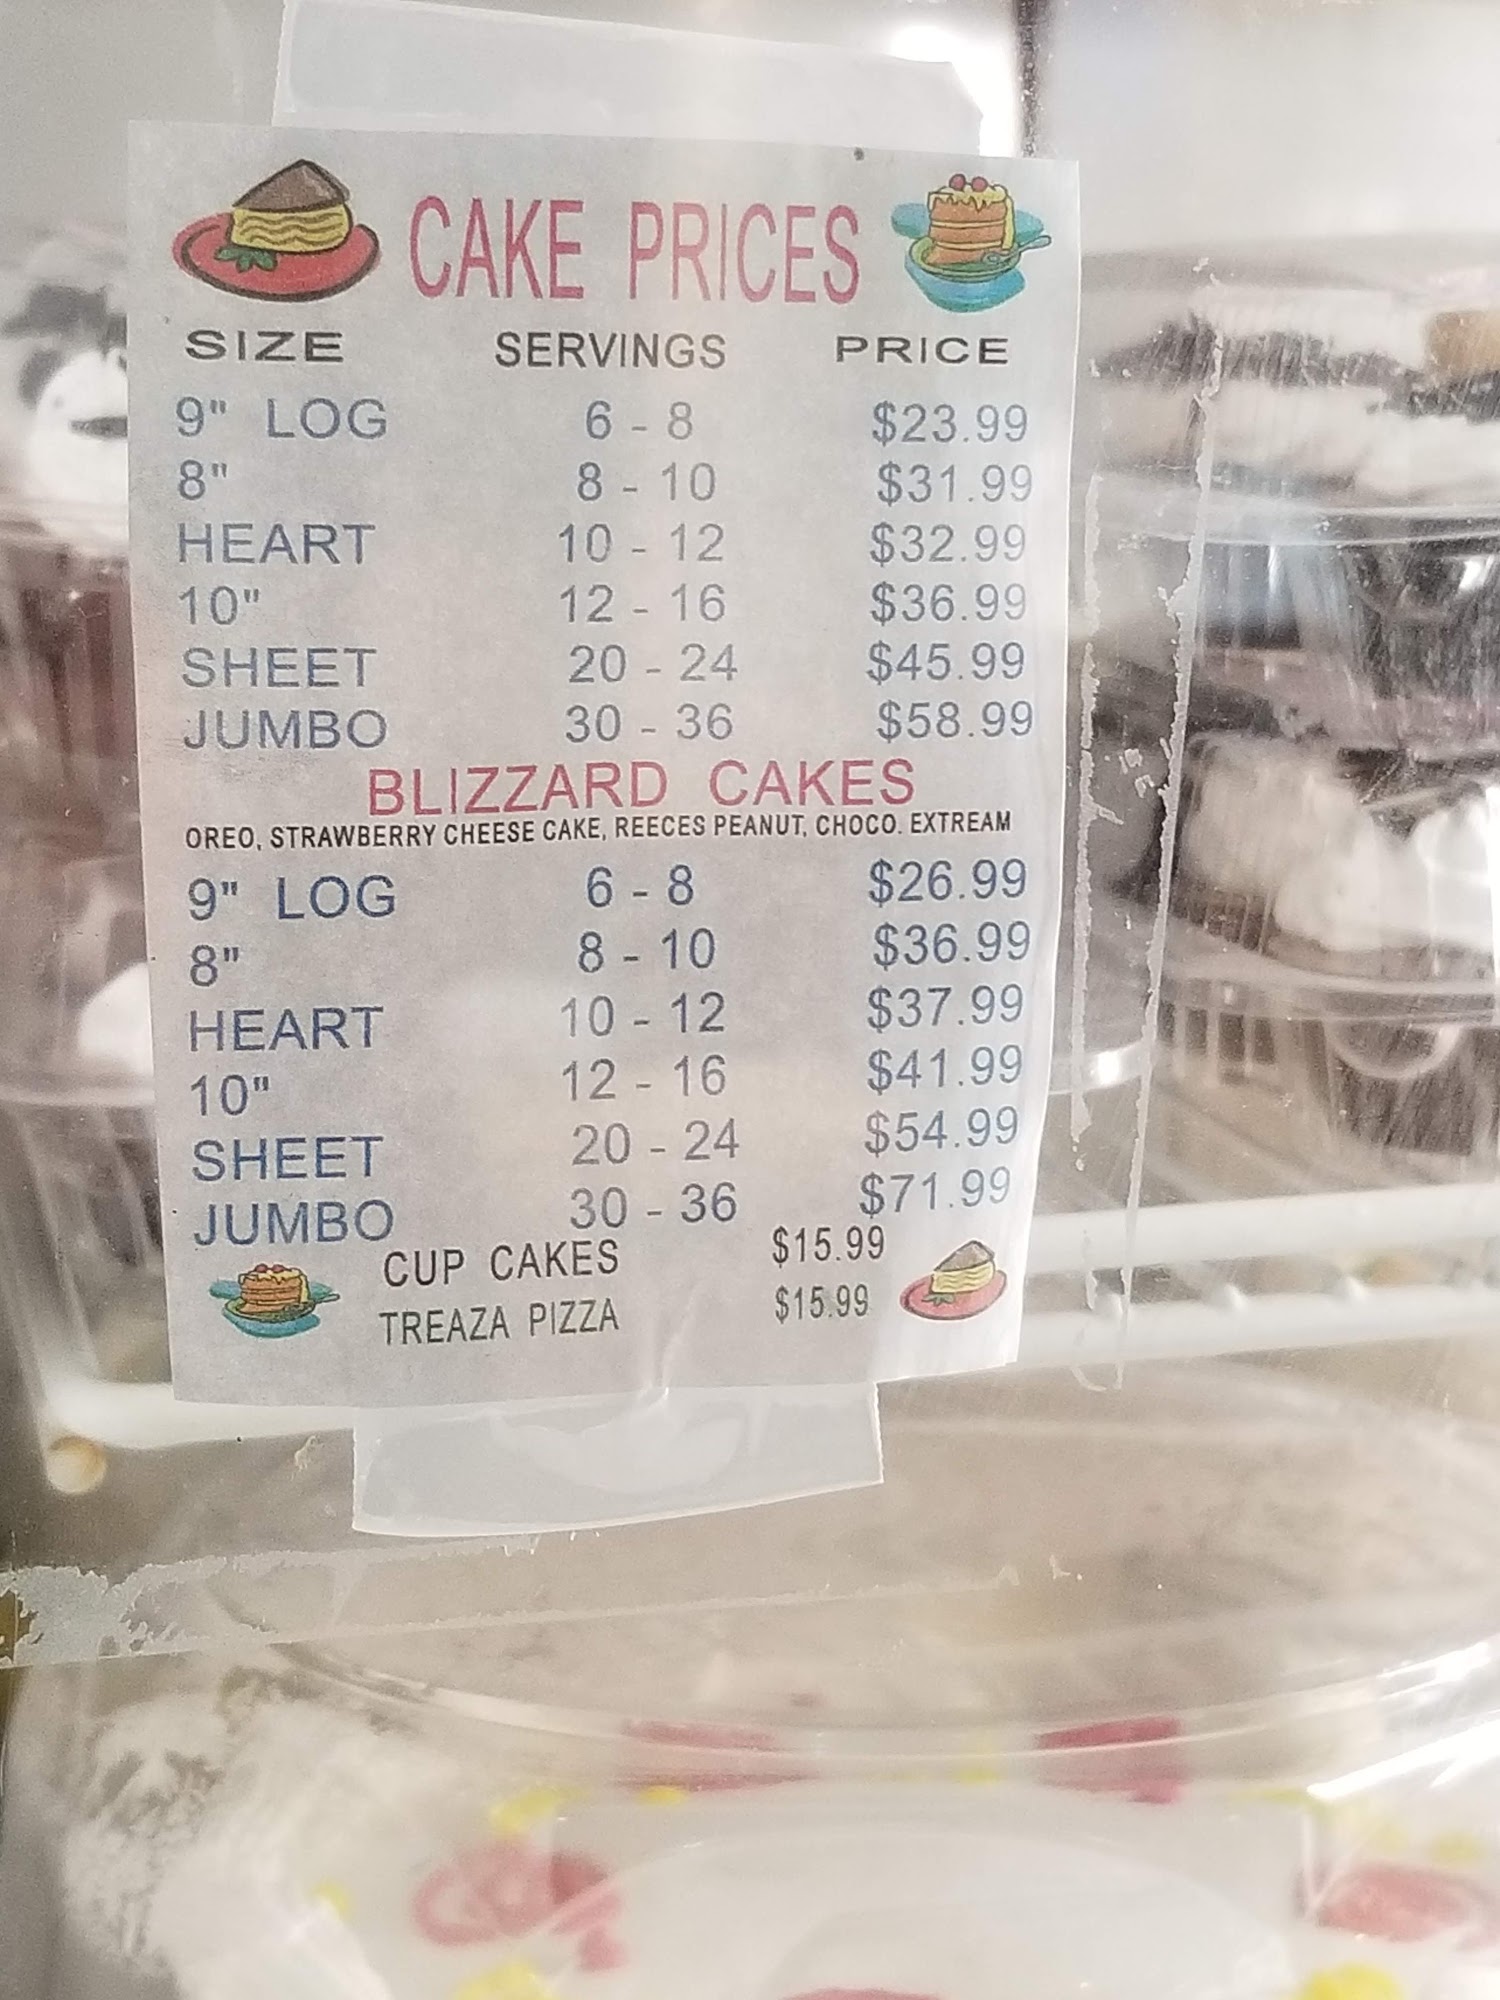 CAKE PRICES
SIZE SERVINGS PRICE
9" LOG 6 - 8 $23.99
8" 8 - 10 $31.99
HEART 10 - 12 $32.99
10" 12 - 16 $36.99
SHEET 20 - 24 $45.99
JUMBO 30 - 36 $58.99
BLIZZARD CAKES
OREO, STRAWBERRY CHEESE CAKE, REECES PEANUT, CHOCO. EXTREAM
9" LOG 6 - 8 $26.99
8" 8 - 10 $36.99
HEART 10 - 12 $37.99
10" 12 - 16 $41.99
SHEET 20 - 24 $54.99
JUMBO 30 - 36 $71.99
CUP CAKES $15.99
TREAZA PIZZA $15.99